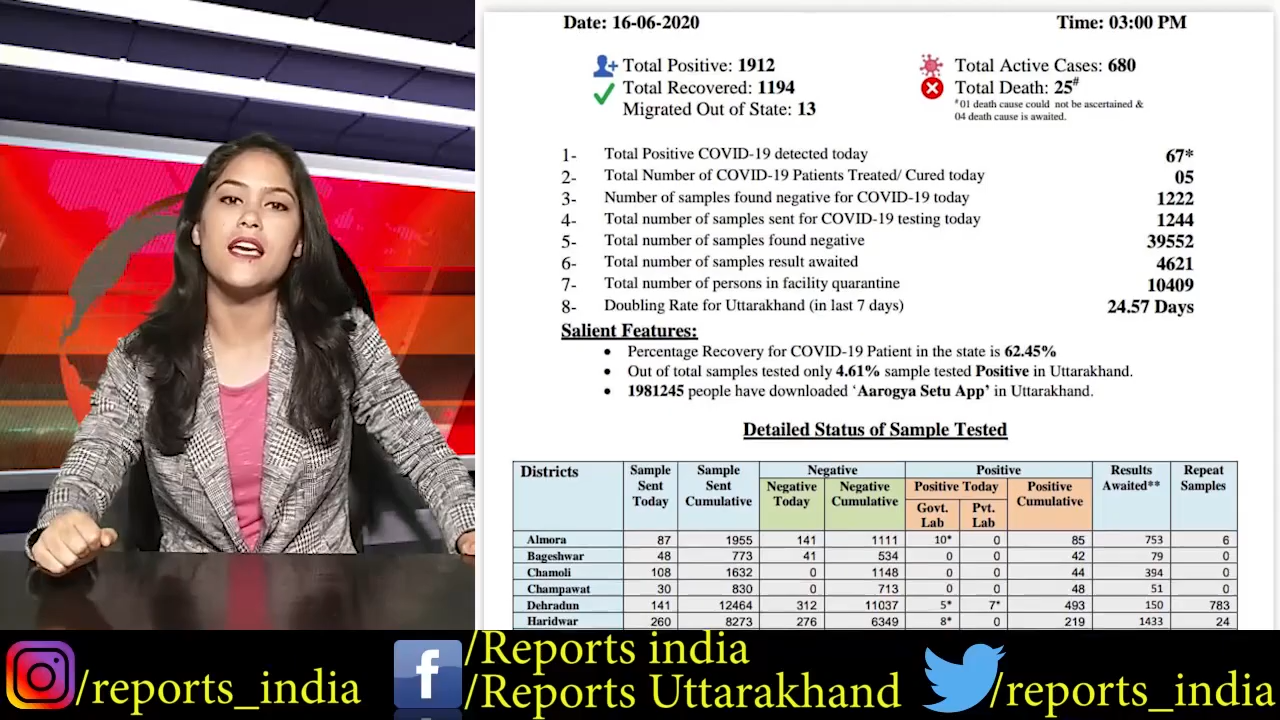 Date: 16-06-2020 Time: 03:00 PM
Total Positive: 1912 Total Active Cases: 680
Total Recovered: 1194 Total Death: 25#
Migrated Out of State: 13 #01 death cause could not be ascertained &
04 death cause is awaited.
1- Total Positive COVID-19 detected today 67*
2- Total Number of COVID-19 Patients Treated/ Cured today 05
3- Number of samples found negative for COVID-19 today 1222
4- Total number of samples sent for COVID-19 testing today 1244
5- Total number of samples found negative 39552
6- Total number of samples result awaited 4621
7- Total number of persons in facility quarantine 10409
8- Doubling Rate for Uttarakhand (in last 7 days) 24.57 Days
Salient Features:
• Percentage Recovery for COVID-19 Patient in the state is 62.45%
• Out of total samples tested only 4.61% sample tested Positive in Uttarakhand.
• 1981245 people have downloaded ‘Aarogya Setu App’ in Uttarakhand.
Detailed Status of Sample Tested
Districts Sample Sent Today Sample Sent Cumulative Negative Positive Results Awaited** Repeat Samples
Negative Today Negative Cumulative Positive Today Positive Cumulative
Govt. Lab Pvt. Lab
Almora 87 1955 141 1111 10* 0 85 753 6
Bageshwar 48 773 41 534 0 0 42 79 0
Chamoli 108 1632 0 1148 0 0 44 394 0
Champawat 30 830 0 713 0 0 48 51 0
Dehradun 141 12464 312 11037 5* 7* 493 150 783
Haridwar 260 8273 276 6349 8* 0 219 1433 24
/reports_india
/Reports india
/Reports Uttarakhand
/reports_india